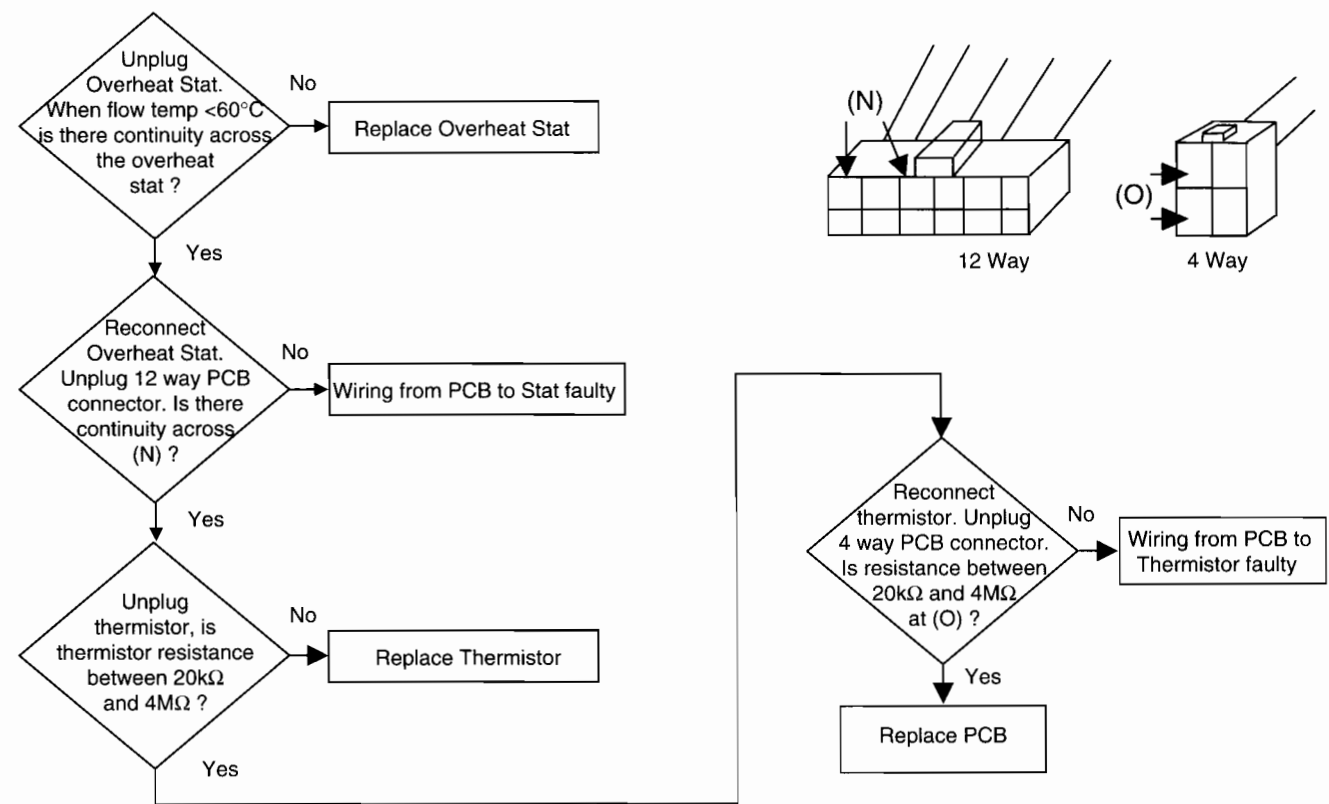 Unplug
Overheat Stat.
When flow temp <60°C
is there continuity across
the overheat
stat ?
No
Replace Overheat Stat
Yes
Reconnect
Overheat Stat.
Unplug 12 way PCB
connector. Is there
continuity across
(N) ?
No
Wiring from PCB to Stat faulty
Yes
Unplug
thermistor, is
thermistor resistance
between 20kΩ
and 4MΩ ?
No
Replace Thermistor
Yes
(N)
12 Way
(O)
4 Way
Reconnect
thermistor. Unplug
4 way PCB connector.
Is resistance between
20kΩ and 4MΩ
at (O) ?
No
Wiring from PCB to
Thermistor faulty
Yes
Replace PCB